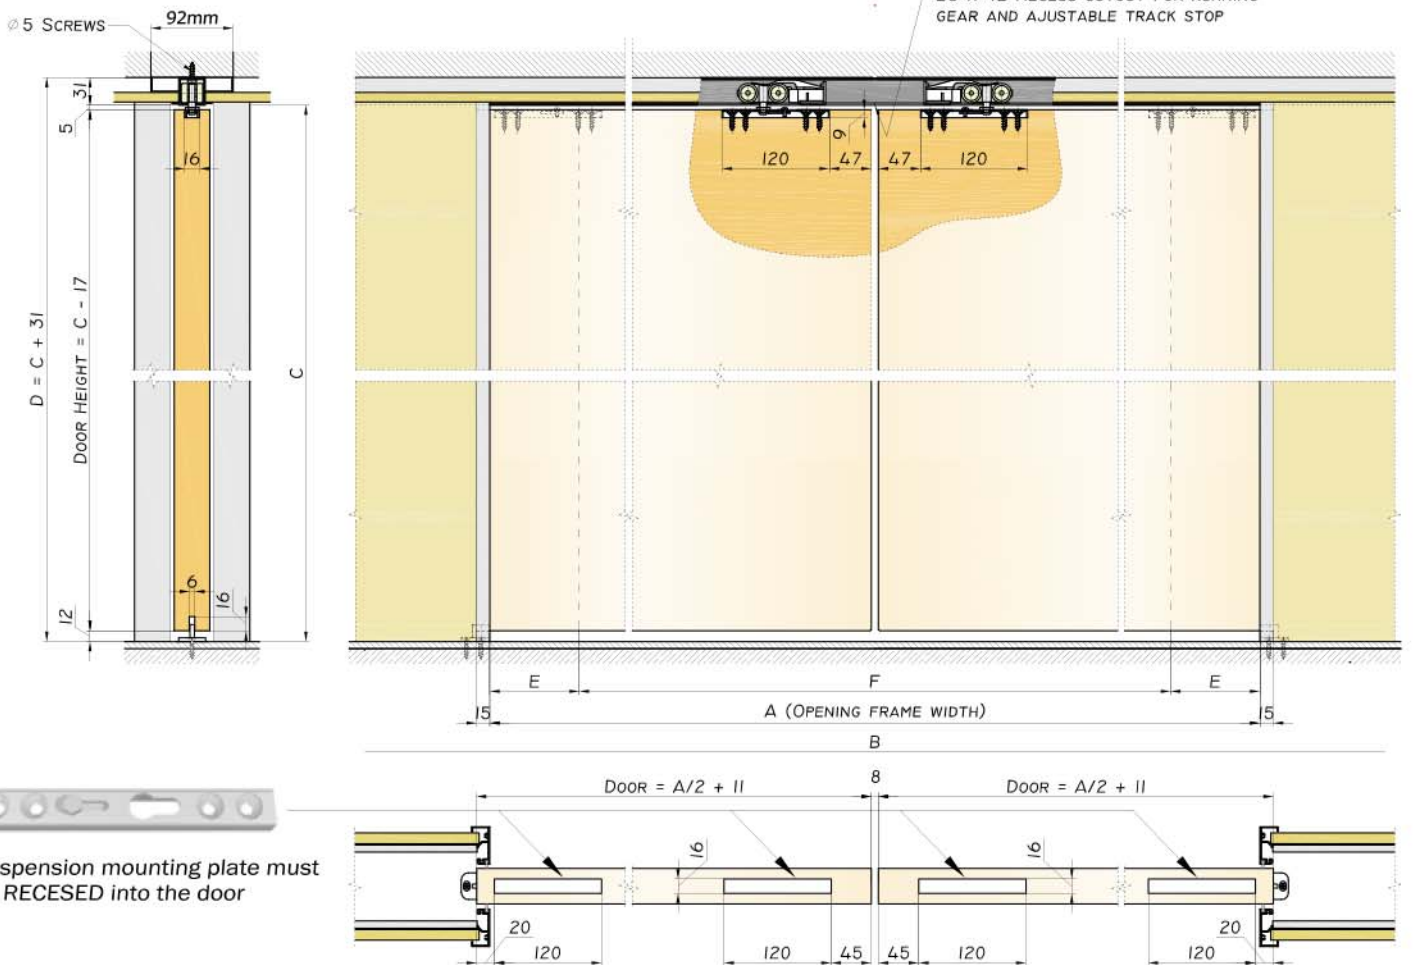 GEAR AND AJUSTABLE TRACK STOP
∅5 SCREWS
92mm
31
5
16
9
120
47
47
120
D = C + 31
DOOR HEIGHT = C - 17
C
6
16
12
E
F
E
15
A (OPENING FRAME WIDTH)
15
B
8
DOOR = A/2 + 11
DOOR = A/2 + 11
16
16
spension mounting plate must
RECESED into the door
20
20
120
120
45
45
120
120